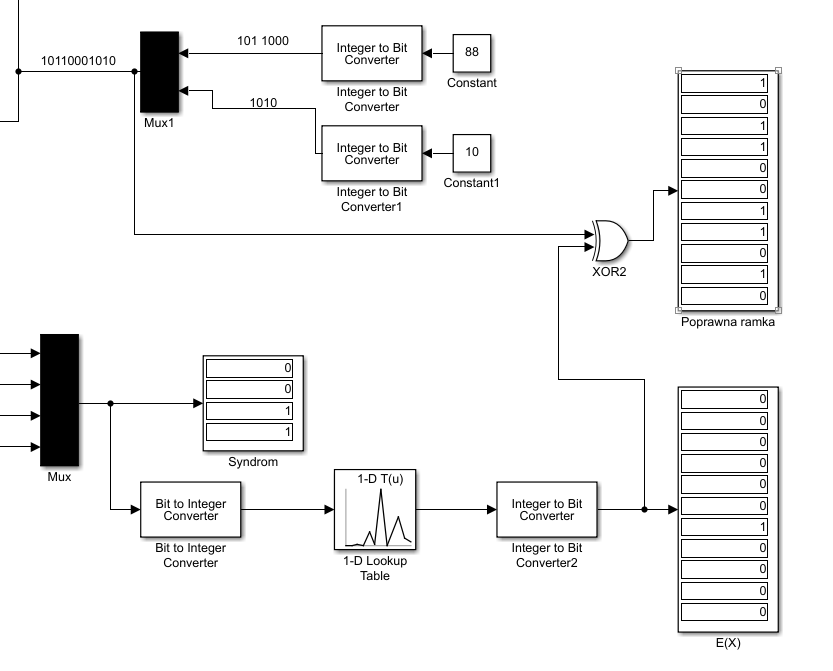 10110001010
101 1000
Integer to Bit
Converter
88
Integer to Bit
Converter
Constant
Mux1
1010
Integer to Bit
Converter
10
Integer to Bit
Converter1
Constant1
XOR2
1
0
1
1
0
0
1
1
0
1
0
Poprawna ramka
Mux
0
0
1
1
Syndrom
Bit to Integer
Converter
Bit to Integer
Converter
1-D T(u)
1-D Lookup
Table
Integer to Bit
Converter
Integer to Bit
Converter2
0
0
0
0
0
0
1
0
0
0
0
E(X)